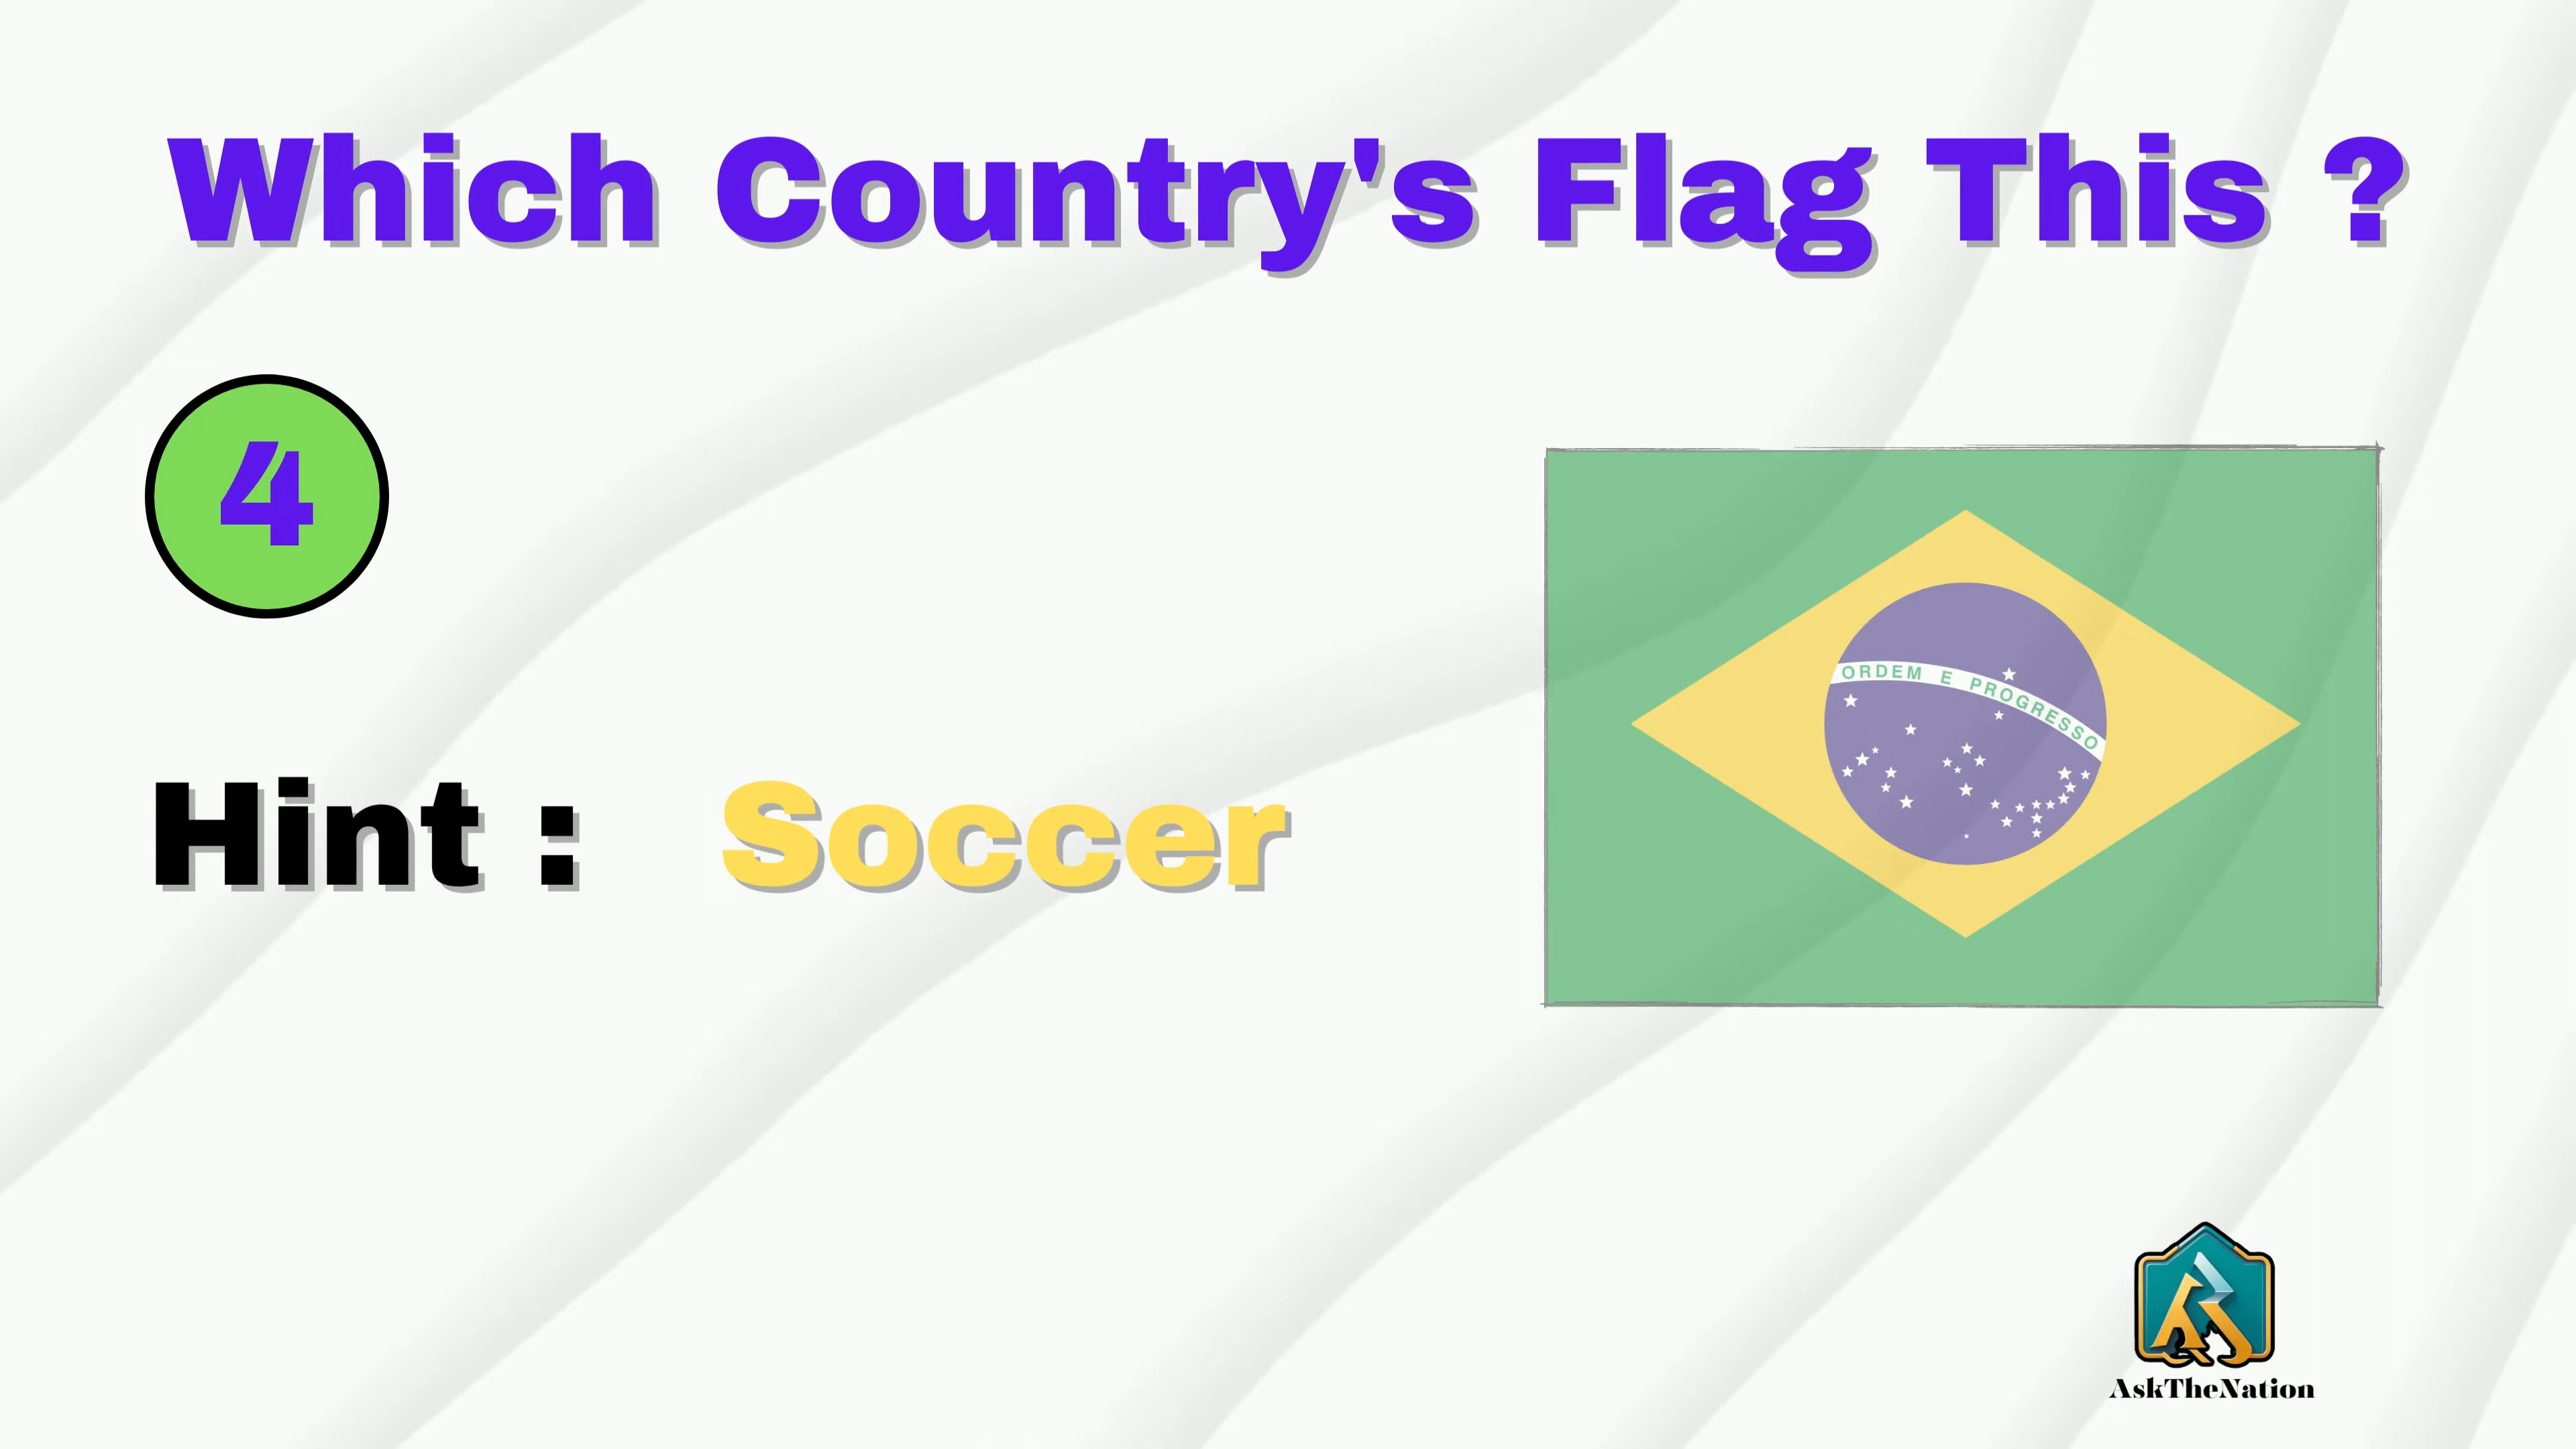 Which Country's Flag This ?
4
Hint : Soccer
ORDEM E PROGRESSO
AskTheNation